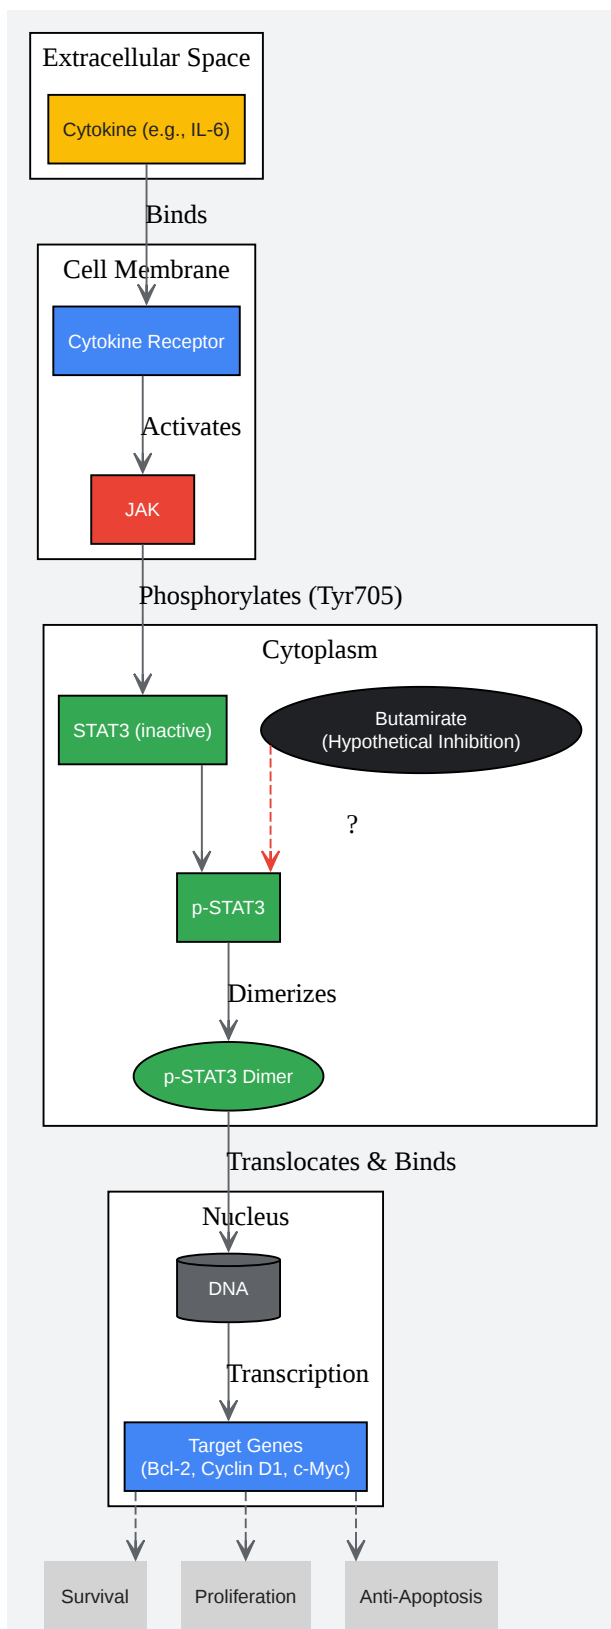 Extracellular Space
Cytokine (e.g., IL-6)
Binds
Cell Membrane
Cytokine Receptor
Activates
JAK
Phosphorylates (Tyr705)
Cytoplasm
STAT3 (inactive)
Butamirate
(Hypothetical Inhibition)
?
p-STAT3
Dimerizes
p-STAT3 Dimer
Translocates & Binds
Nucleus
DNA
Transcription
Target Genes
(Bcl-2, Cyclin D1, c-Myc)
Survival
Proliferation
Anti-Apoptosis